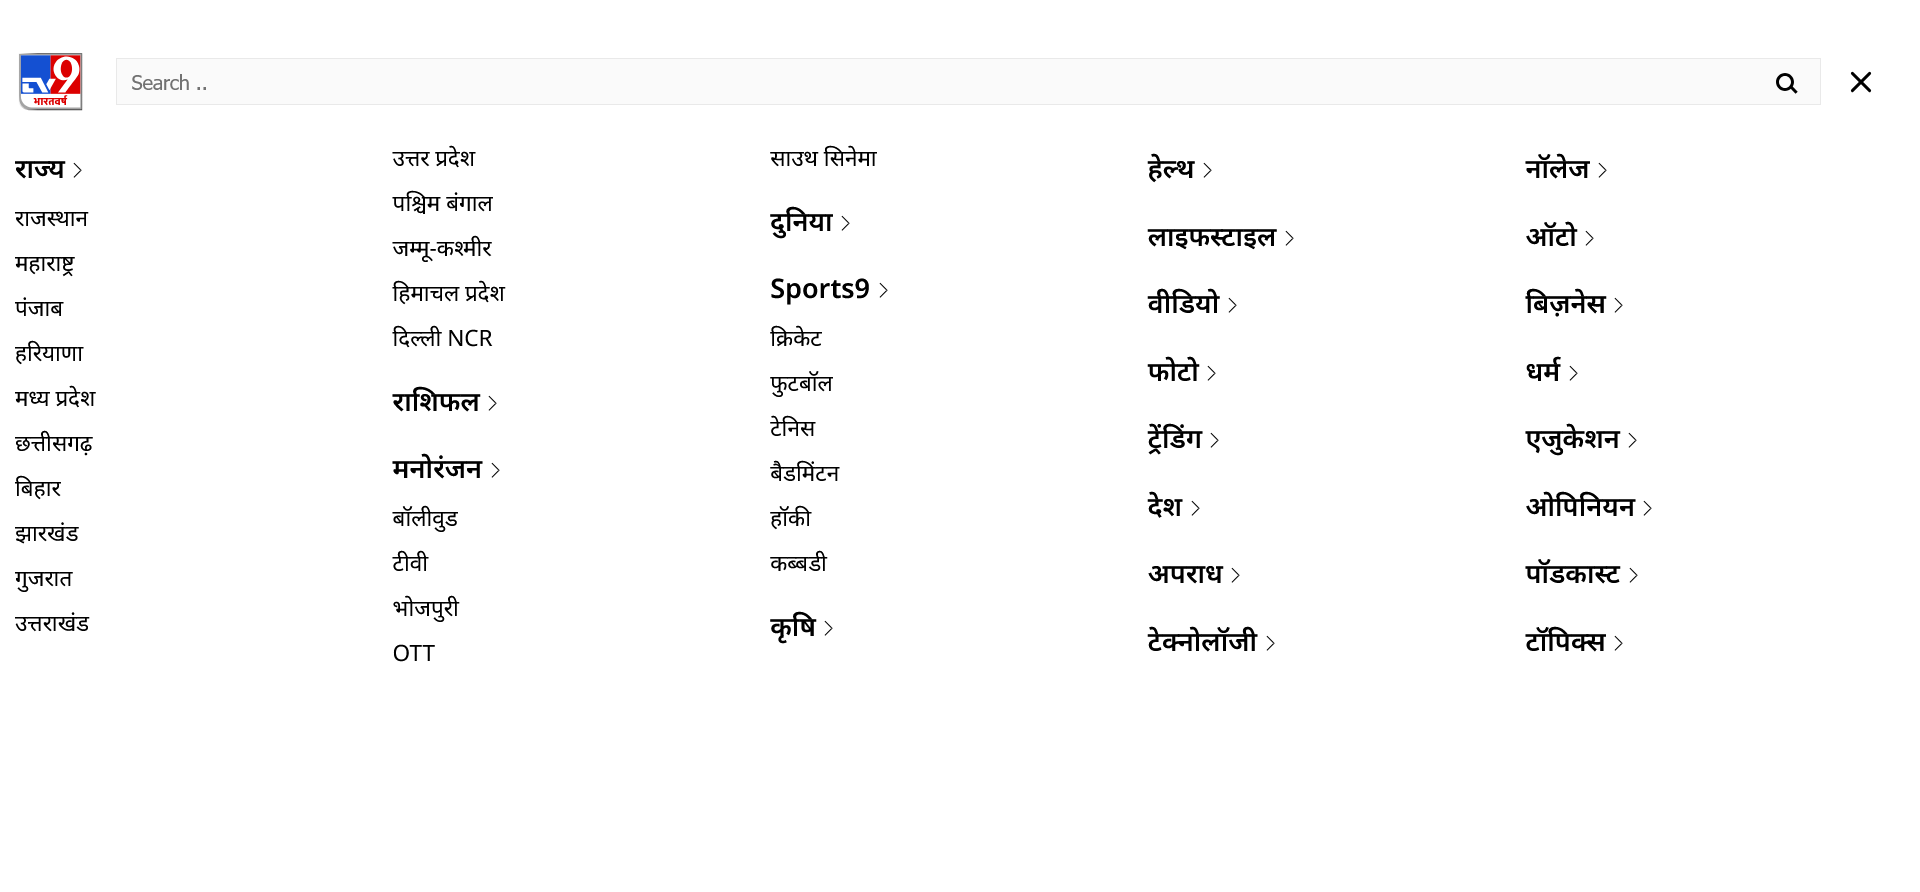 TV9
भारतवर्ष
Search ..
राज्य
राजस्थान
महाराष्ट्र
पंजाब
हरियाणा
मध्य प्रदेश
छत्तीसगढ़
बिहार
झारखंड
गुजरात
उत्तराखंड
उत्तर प्रदेश
पश्चिम बंगाल
जम्मू-कश्मीर
हिमाचल प्रदेश
दिल्ली NCR
राशिफल
मनोरंजन
बॉलीवुड
टीवी
भोजपुरी
OTT
साउथ सिनेमा
दुनिया
Sports9
क्रिकेट
फुटबॉल
टेनिस
बैडमिंटन
हॉकी
कब्बडी
कृषि
हेल्थ
लाइफस्टाइल
वीडियो
फोटो
ट्रेंडिंग
देश
अपराध
टेक्नोलॉजी
नॉलेज
ऑटो
बिज़नेस
धर्म
एजुकेशन
ओपिनियन
पॉडकास्ट
टॉपिक्स